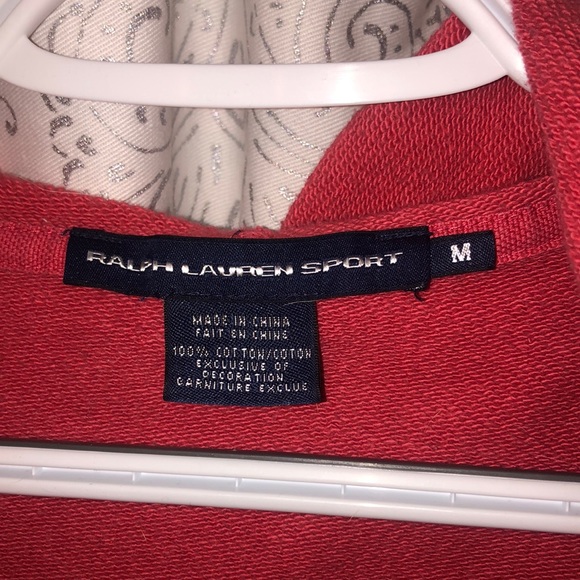 RALPH LAUREN SPORT
M
MADE IN CHINA
FAIT EN CHINE
100% COTTON/COTON
EXCLUSIVE OF
DECORATION
GARNITURE EXCLUE